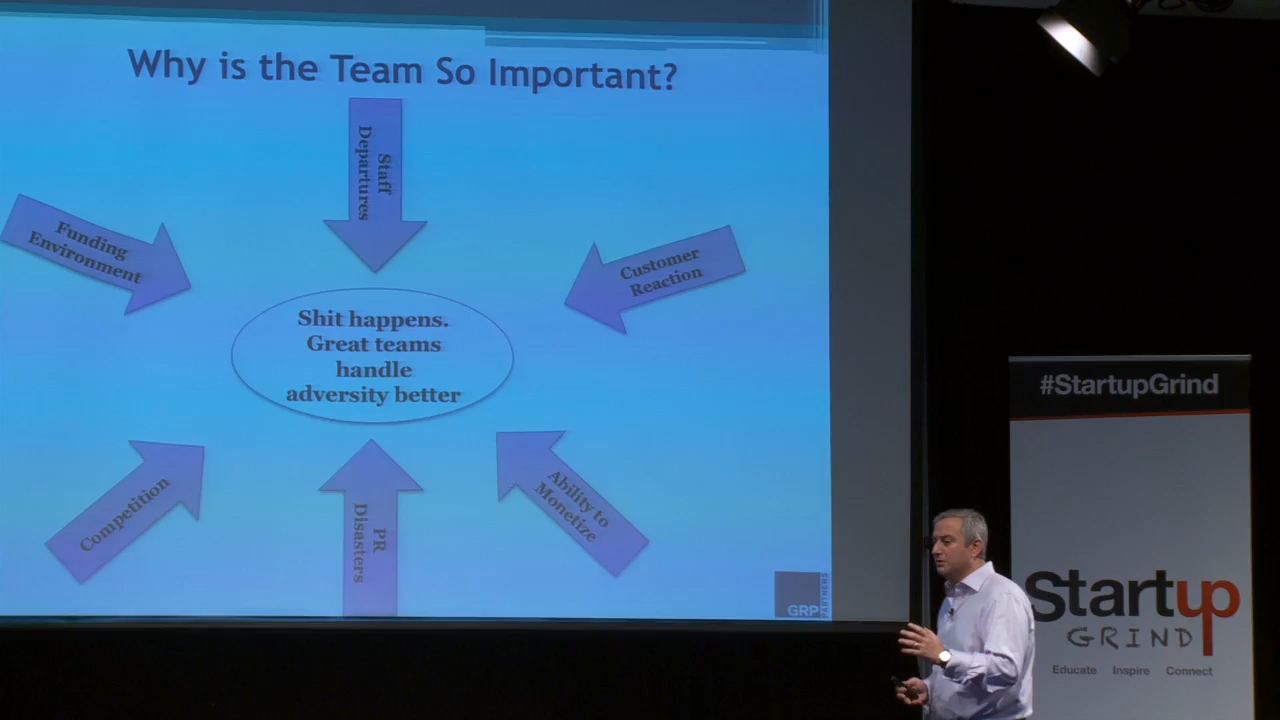 Why is the Team So Important?
Staff
Departures
Funding
Environment
Customer
Reaction
Shit happens.
Great teams
handle
adversity better
Competition
PR
Disasters
Ability to
Monetize
GRP
PARTNERS
#StartupGrind
Startup
GRIND
Educate Inspire Connect